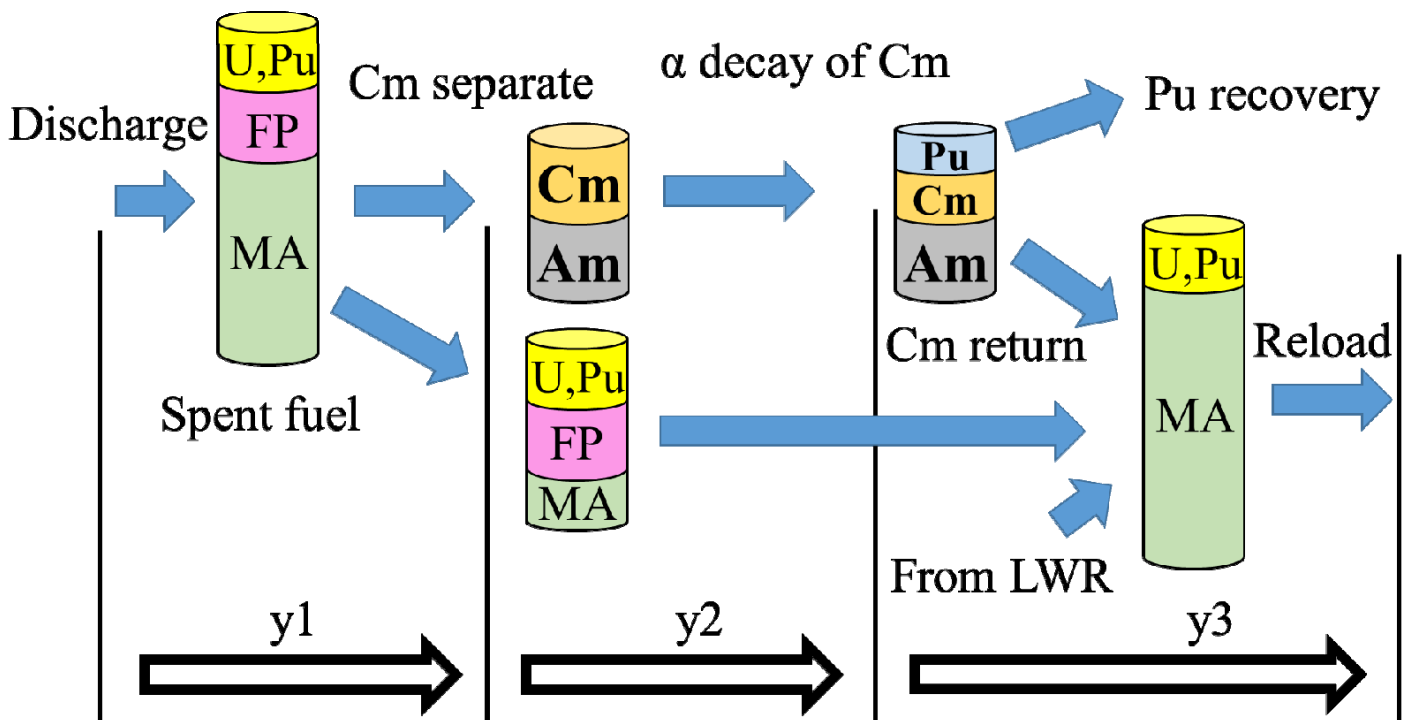 Discharge
U,Pu
FP
MA
Spent fuel
Cm separate
Cm
Am
U,Pu
FP
MA
α decay of Cm
Pu
Cm
Am
Pu recovery
Cm return
From LWR
U,Pu
MA
Reload
y1
y2
y3